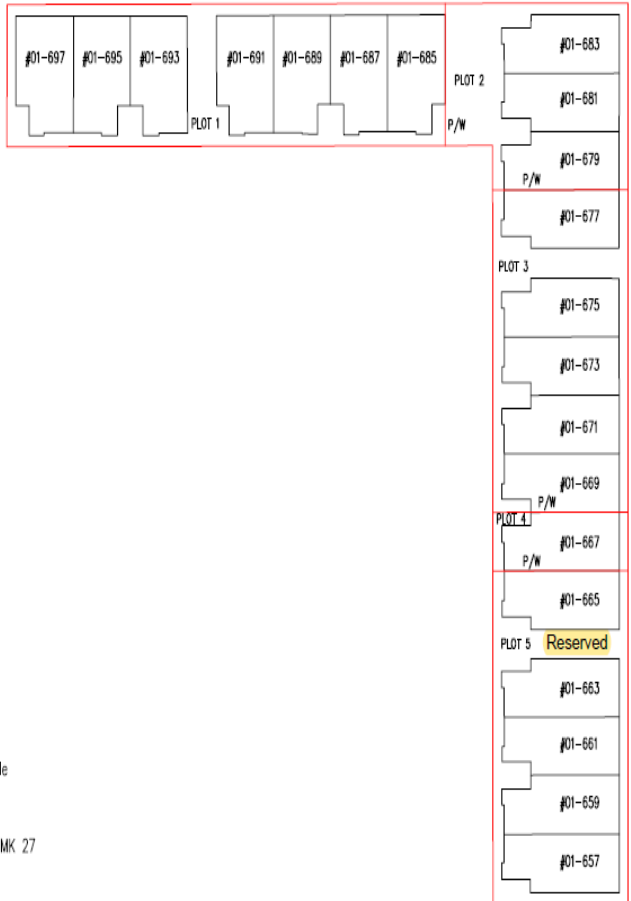 #01-697 #01-695 #01-693 #01-691 #01-689 #01-687 #01-685
PLOT 1
PLOT 2
P/W
#01-683
#01-681
#01-679
P/W
#01-677
PLOT 3
#01-675
#01-673
#01-671
#01-669
P/W
PLOT 4
#01-667
P/W
#01-665
PLOT 5 Reserved
#01-663
#01-661
#01-659
#01-657
le
MK 27